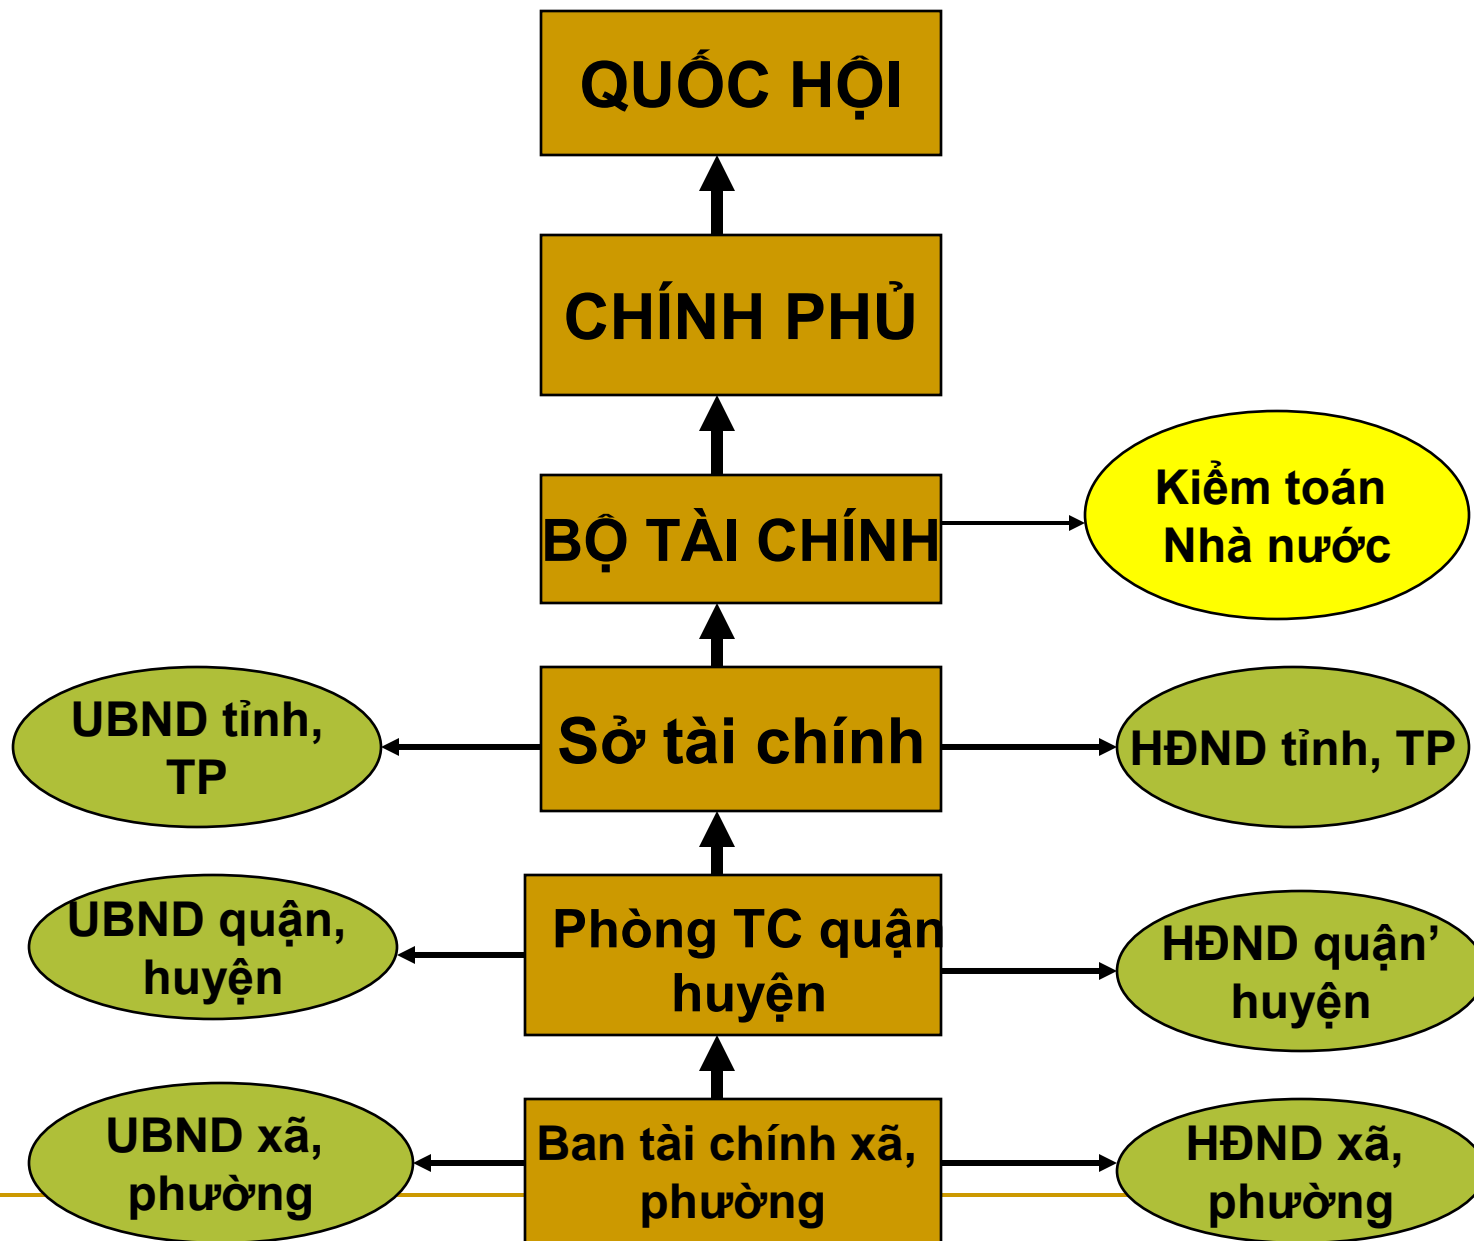 QUỐC HỘI
CHÍNH PHỦ
BỘ TÀI CHÍNH
Kiểm toán
Nhà nước
UBND tỉnh,
TP
Sở tài chính
HĐND tỉnh, TP
UBND quận,
huyện
Phòng TC quận
huyện
HĐND quận’
huyện
UBND xã,
phường
Ban tài chính xã,
phường
HĐND xã,
phường